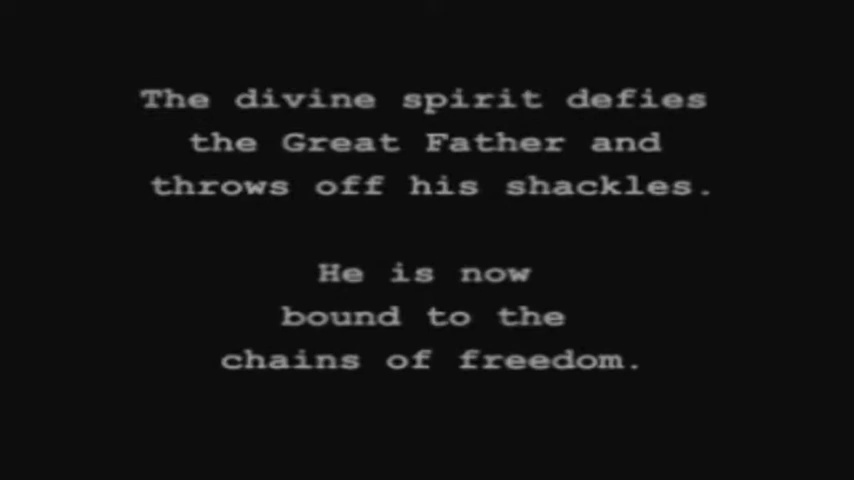 The divine spirit defies
the Great Father and
throws off his shackles.
He is now
bound to the
chains of freedom.